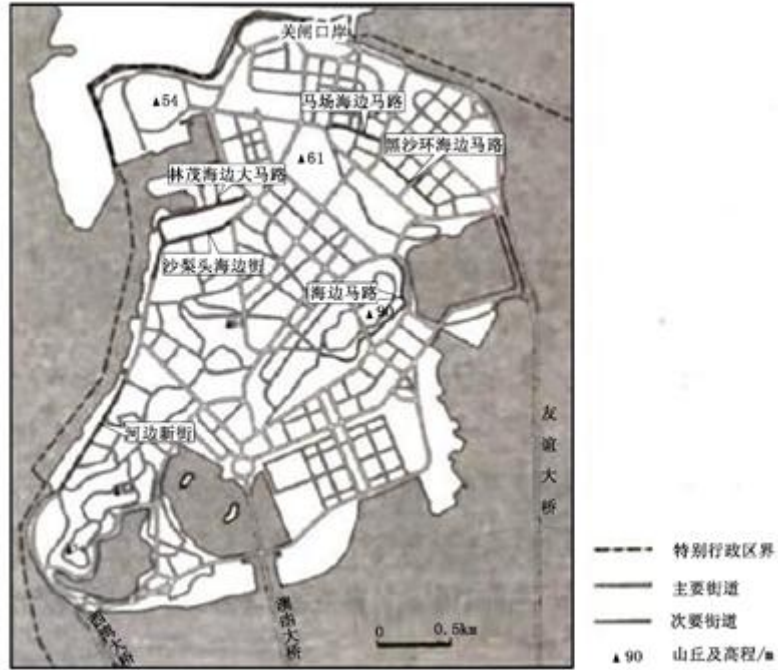 关闸口岸
▲54
马场海边马路
黑沙环海边马路
▲61
林茂海边大马路
沙梨头海边街
海边马路
▲90
友谊大桥
河边新街
澳凼大桥
大桥
0 0.5km
特别行政区界
主要街道
次要街道
▲90 山丘及高程/m